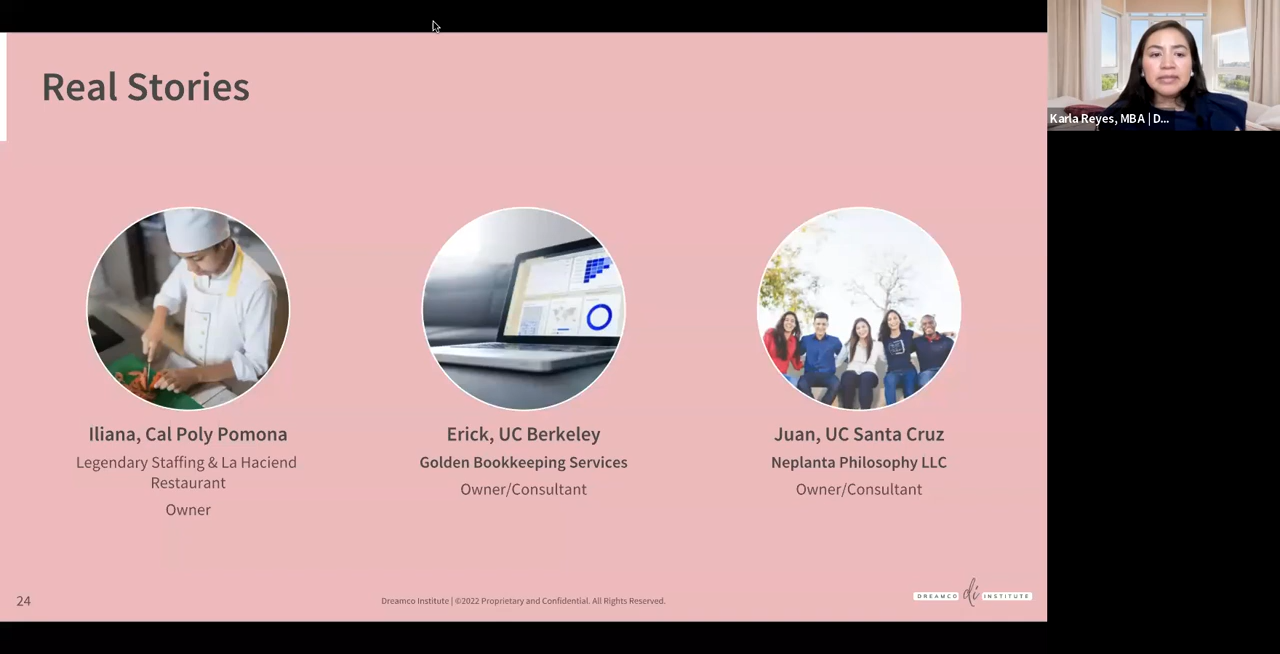 Real Stories
Karla Reyes, MBA | D...
Iliana, Cal Poly Pomona
Legendary Staffing & La Haciend
Restaurant
Owner
Erick, UC Berkeley
Golden Bookkeeping Services
Owner/Consultant
Juan, UC Santa Cruz
Neplanta Philosophy LLC
Owner/Consultant
24
Dreamco Institute | ©2022 Proprietary and Confidential. All Rights Reserved.
DREAMCO di INSTITUTE